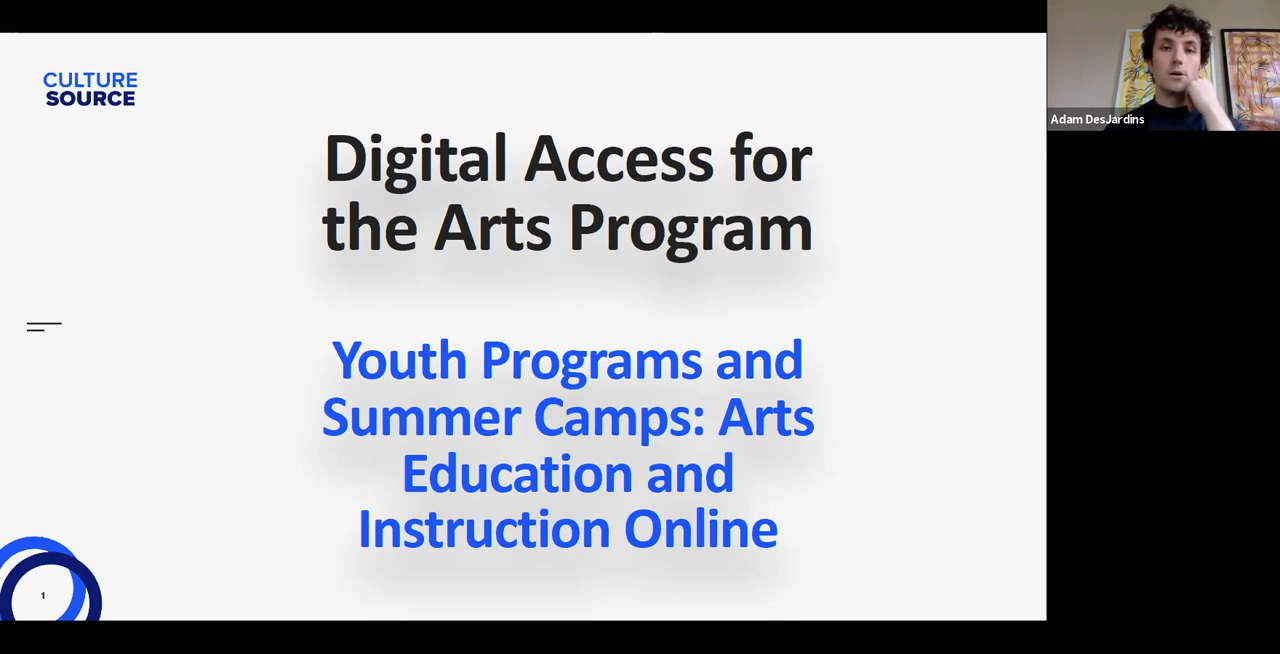 CULTURE
SOURCE
Digital Access for
the Arts Program
Youth Programs and
Summer Camps: Arts
Education and
Instruction Online
1
Adam DesJardins